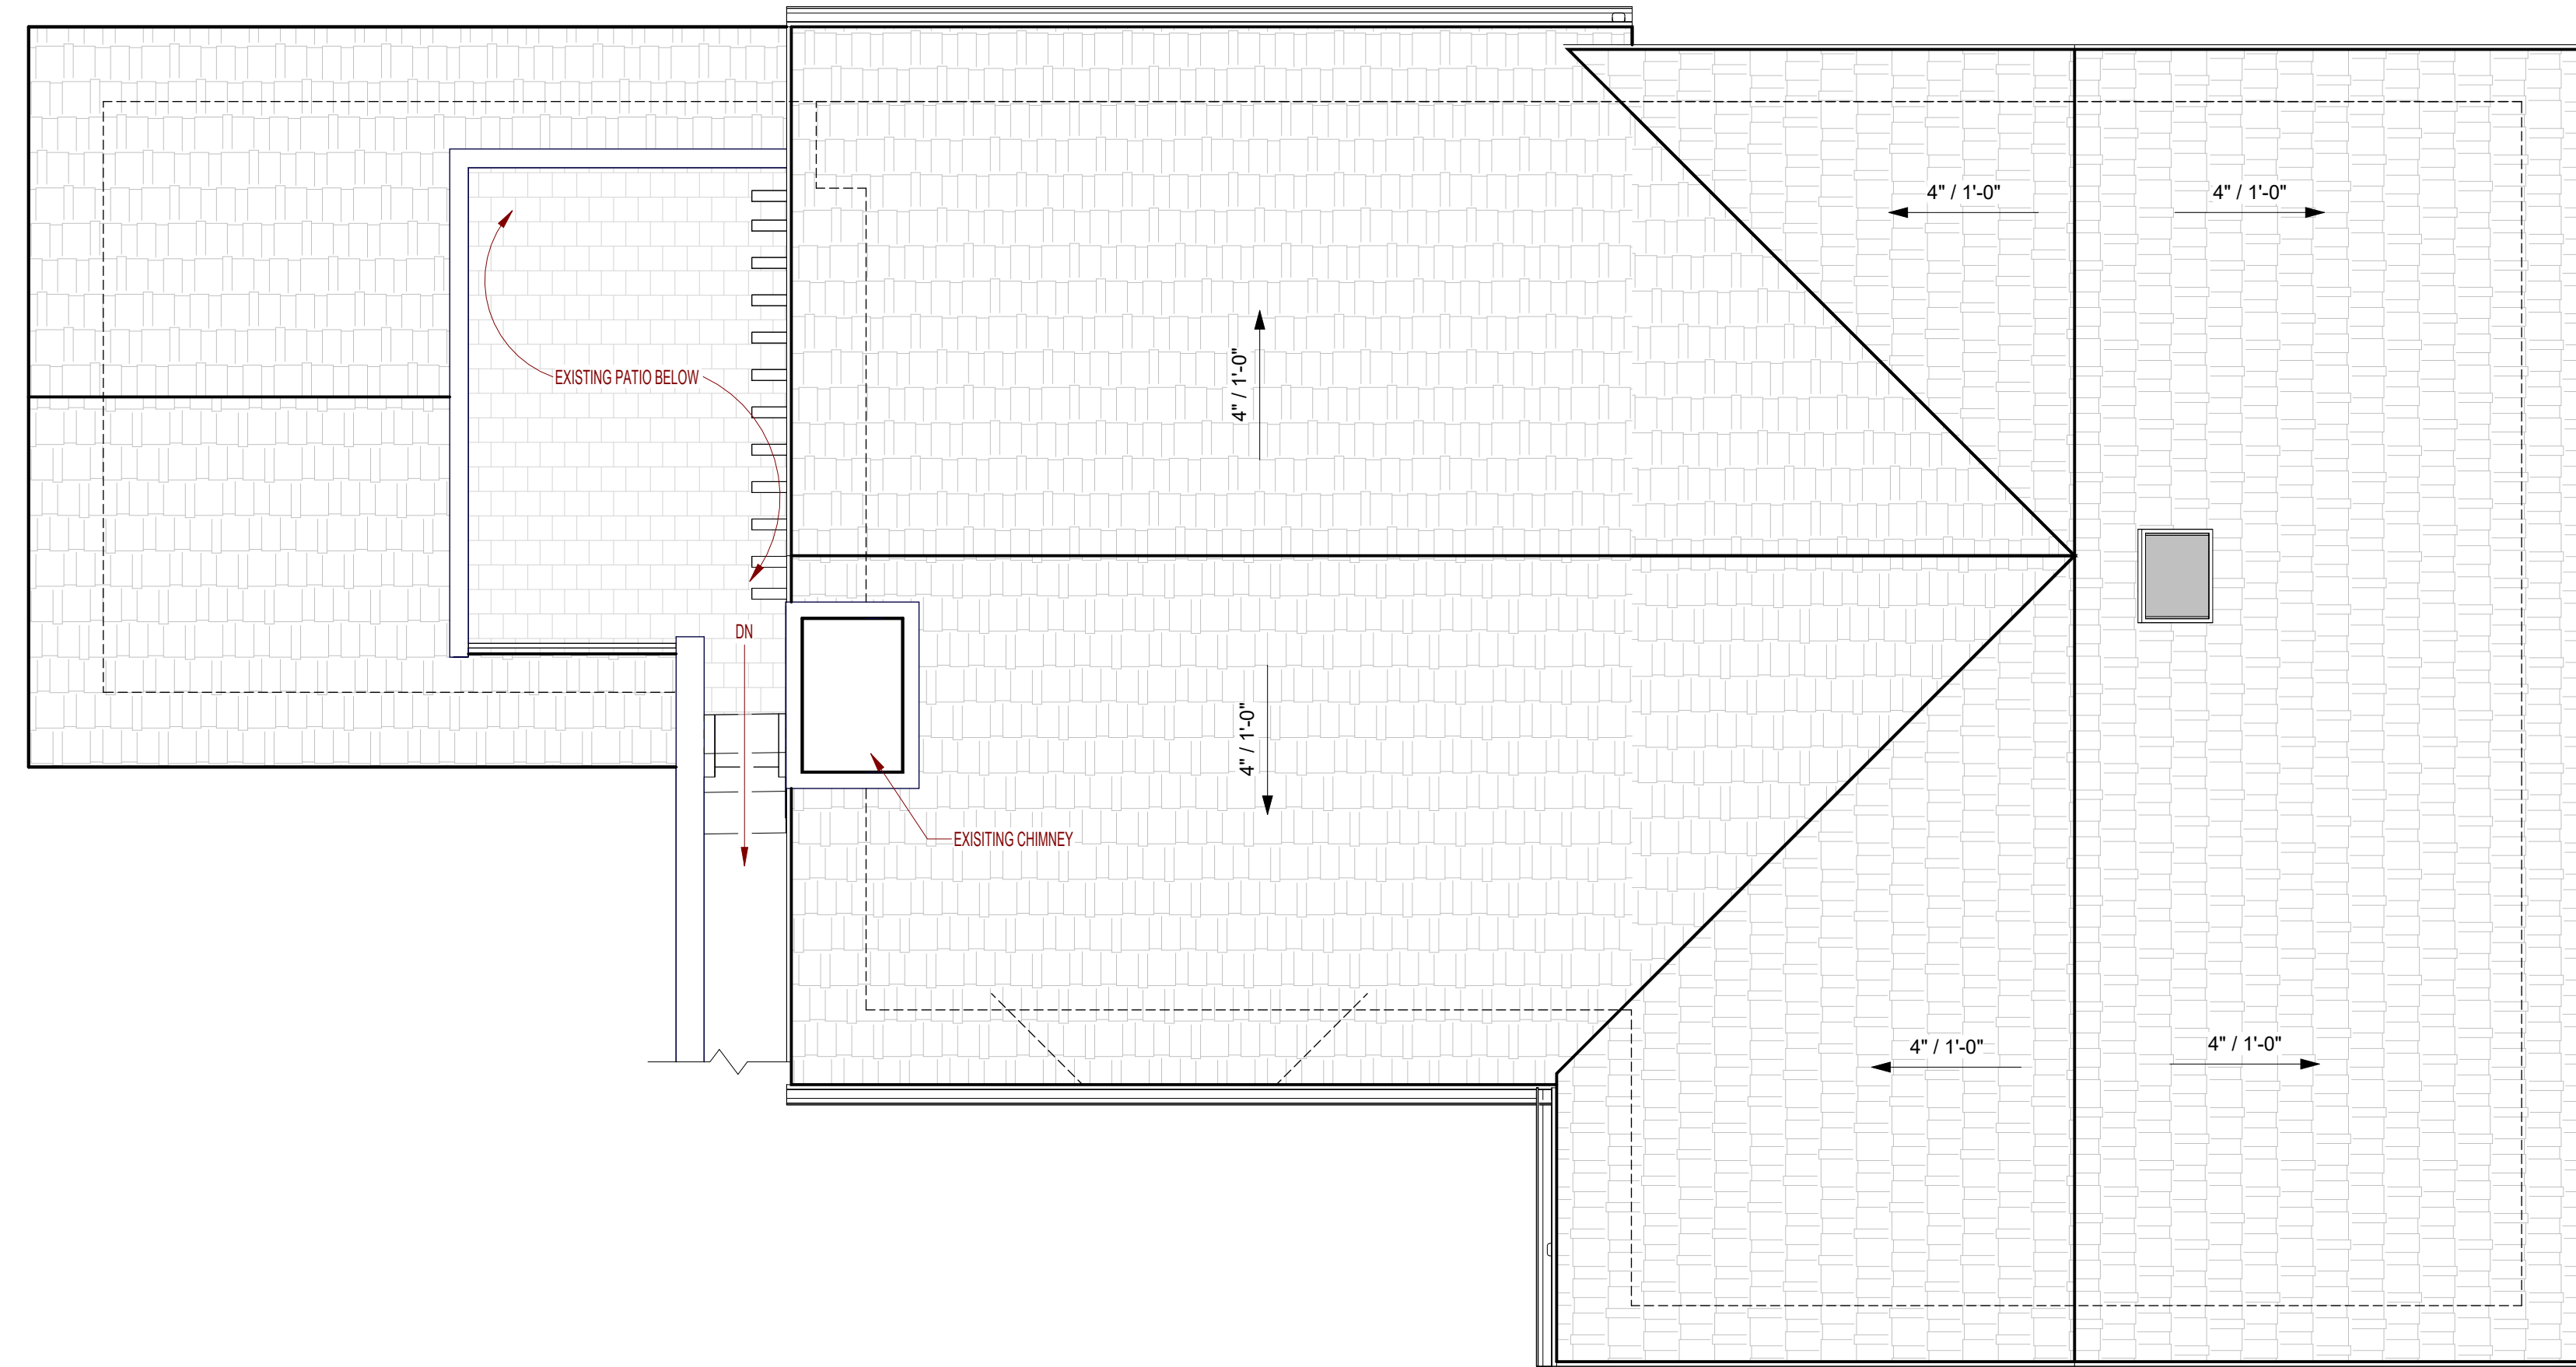 4" / 1'-0"
4" / 1'-0"
4" / 1'-0"
EXISTING PATIO BELOW
DN
4" / 1'-0"
EXISITING CHIMNEY
4" / 1'-0"
4" / 1'-0"